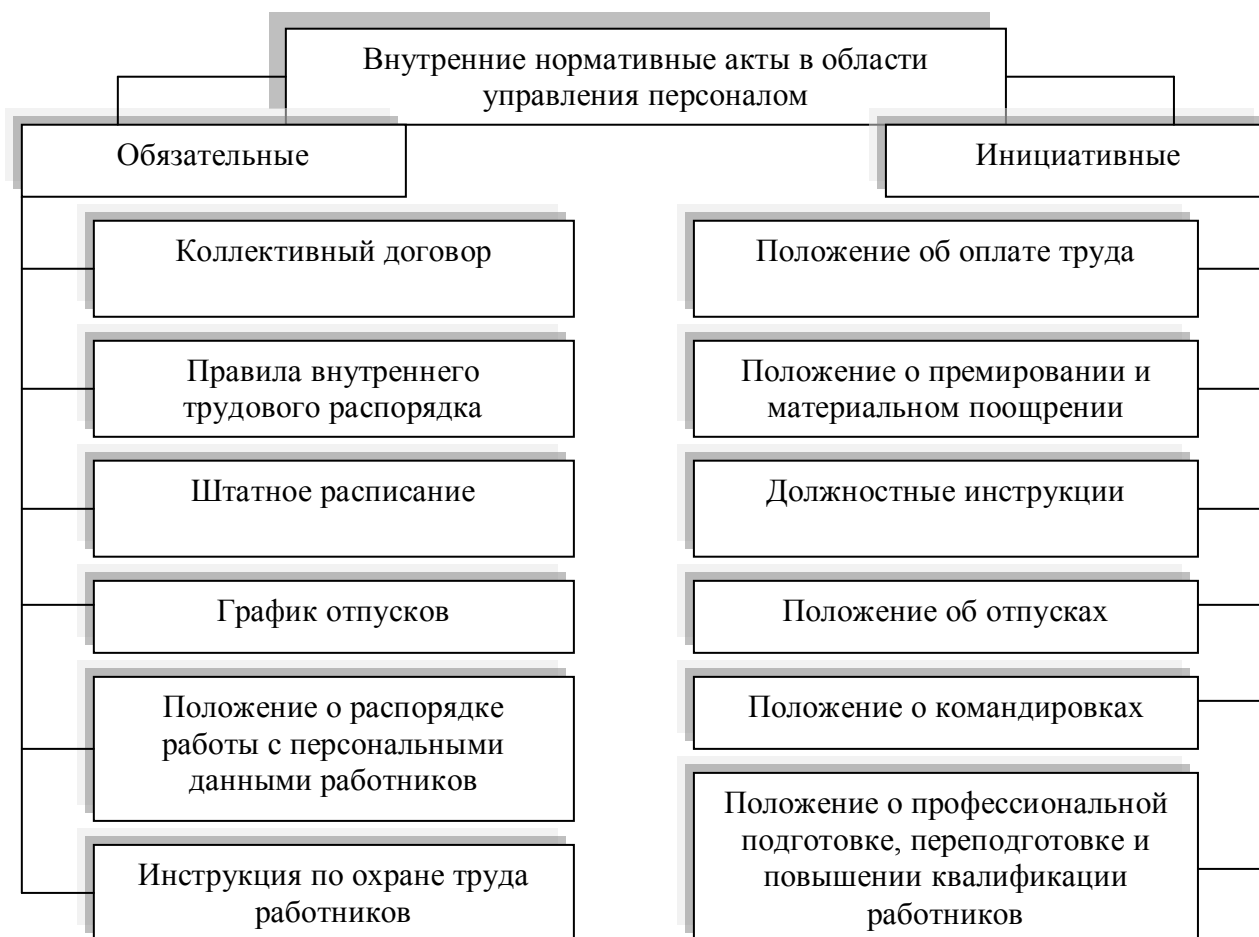 Внутренние нормативные акты в области
управления персоналом
Обязательные
Инициативные
Коллективный договор
Правила внутреннего
трудового распорядка
Штатное расписание
График отпусков
Положение о распорядке
работы с персональными
данными работников
Инструкция по охране труда
работников
Положение об оплате труда
Положение о премировании и
материальном поощрении
Должностные инструкции
Положение об отпусках
Положение о командировках
Положение о профессиональной
подготовке, переподготовке и
повышении квалификации
работников